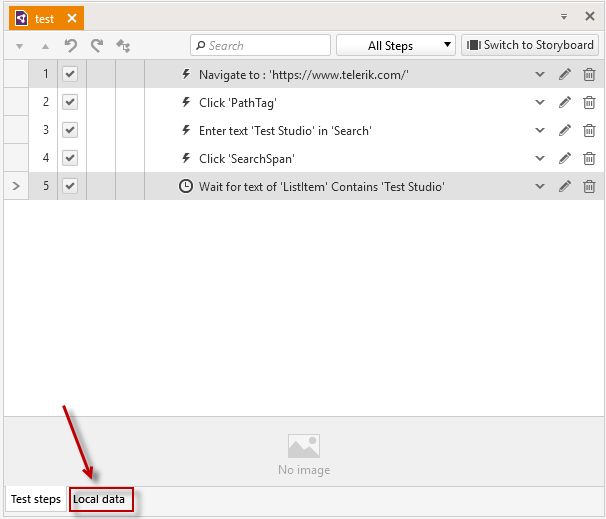 test
Search
All Steps
Switch to Storyboard
1 Navigate to : 'https://www.telerik.com/'
2 Click 'PathTag'
3 Enter text 'Test Studio' in 'Search'
4 Click 'SearchSpan'
5 Wait for text of 'ListItem' Contains 'Test Studio'
No image
Test steps
Local data